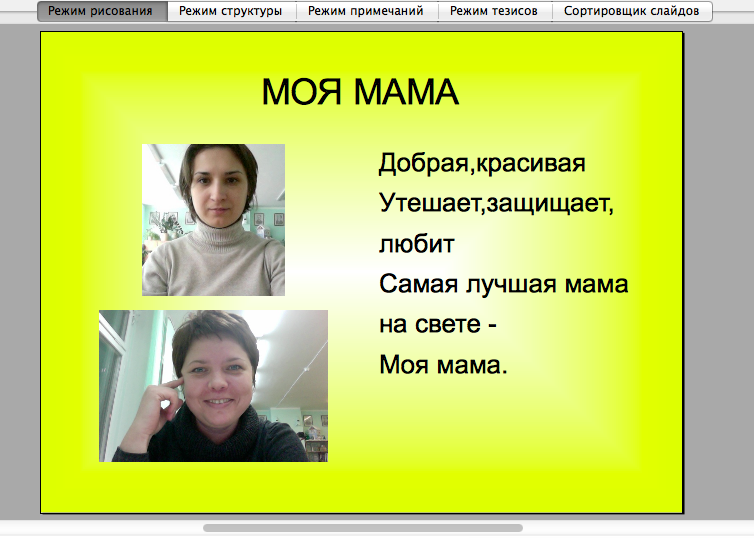 Режим рисования Режим структуры Режим примечаний Режим тезисов Сортировщик слайдов
МОЯ МАМА
Добрая,красивая
Утешает,защищает,
любит
Самая лучшая мама
на свете -
Моя мама.